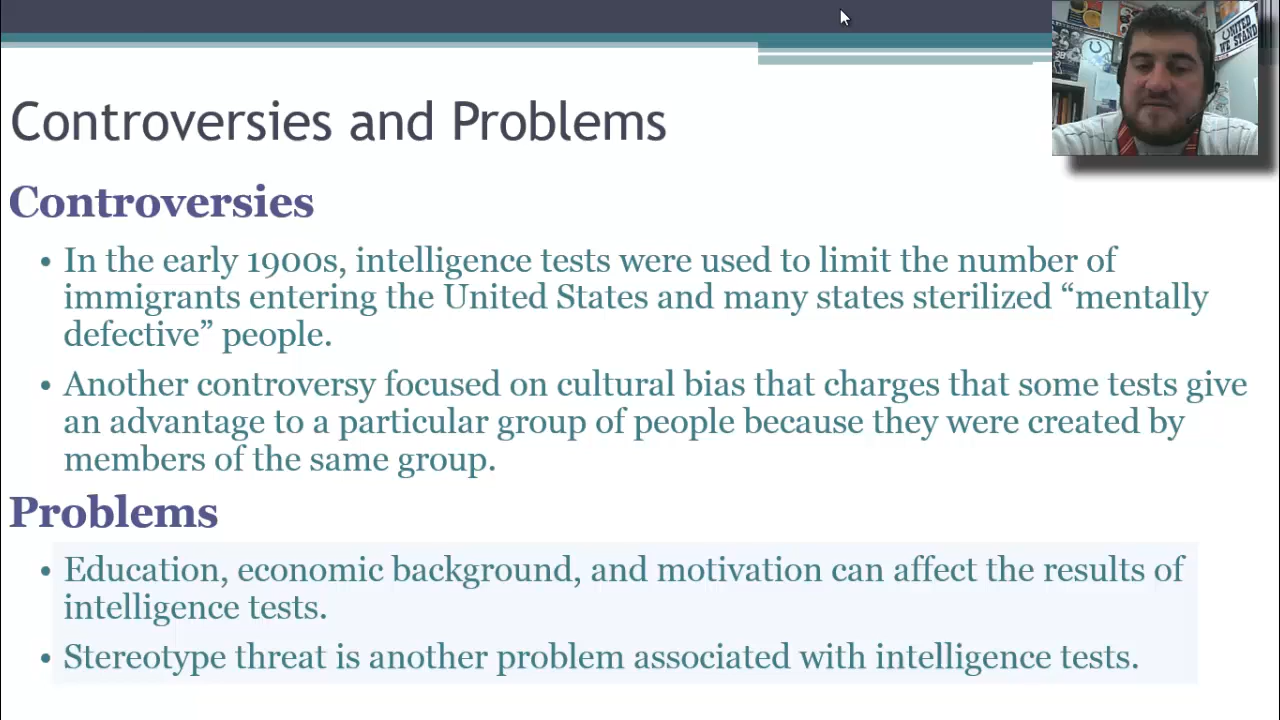 UNITED
WE STAND
Controversies and Problems
Controversies
• In the early 1900s, intelligence tests were used to limit the number of
immigrants entering the United States and many states sterilized “mentally
defective” people.
• Another controversy focused on cultural bias that charges that some tests give
an advantage to a particular group of people because they were created by
members of the same group.
Problems
• Education, economic background, and motivation can affect the results of
intelligence tests.
• Stereotype threat is another problem associated with intelligence tests.